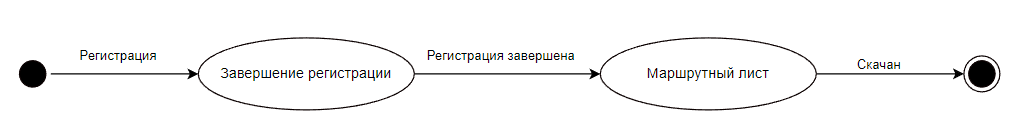 Регистрация
Завершение регистрации
Регистрация завершена
Маршрутный лист
Скачан